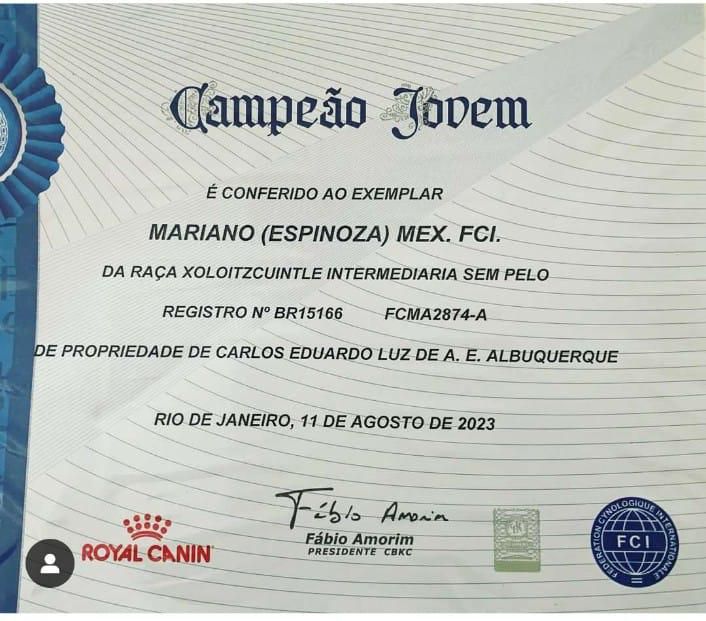 Campeão Jovem
É CONFERIDO AO EXEMPLAR
MARIANO (ESPINOZA) MEX. FCI.
DA RAÇA XOLOITZCUINTLE INTERMEDIARIA SEM PELO
REGISTRO Nº BR15166 FCMA2874-A
DE PROPRIEDADE DE CARLOS EDUARDO LUZ DE A. E. ALBUQUERQUE
RIO DE JANEIRO, 11 DE AGOSTO DE 2023
Fábio Amorim
Fábio Amorim
PRESIDENTE CBKC
ROYAL CANIN
FEDERATION CYNOLOGIQUE INTERNATIONALE
FCI